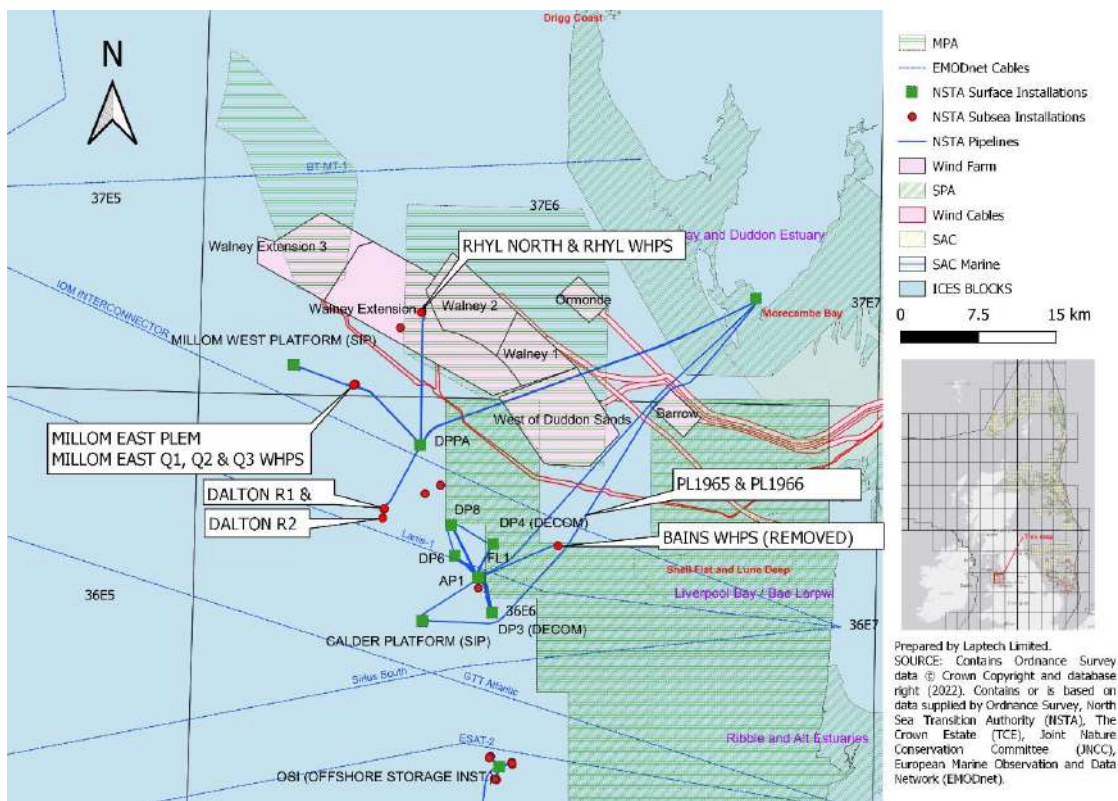 Drigg Coast
N
BT-MT-1
37E5
37E6
ay and Duddon Estuary
Walney Extension 3
RHYL NORTH & RHYL WHPS
Walney Extension
Walney 2
Ormonde
37E7
Morecambe Bay
IOM INTERCONNECTOR
MILLOM WEST PLATFORM (SIP)
Walney 1
West of Duddon Sands
Barrow
MILLOM EAST PLEM
MILLOM EAST Q1, Q2 & Q3 WHPS
DPPA
DALTON R1 &
DALTON R2
PL1965 & PL1966
Lanis-1
DP8
DP4 (DECOM)
BAINS WHPS (REMOVED)
DP6
FL1
AP1
Shell Flat and Lune Deep
36E5
Liverpool Bay /
36E6
36E7
DP3 (DECOM)
CALDER PLATFORM (SIP)
Sirius South
GTT Atlantic
ESAT-2
Ribble and Alt Estuaries
OSI (OFFSHORE STORAGE INST.)
MPA
EMODnet Cables
NSTA Surface Installations
NSTA Subsea Installations
NSTA Pipelines
Wind Farm
SPA
Wind Cables
SAC
SAC Marine
ICES BLOCKS
0 7.5 15 km
Prepared by Laptech Limited.
SOURCE: Contains Ordnance Survey
data © Crown Copyright and database
right (2022). Contains or is based on
data supplied by Ordnance Survey, North
Sea Transition Authority (NSTA), The
Crown Estate (TCE), Joint Nature
Conservation Committee (JNCC),
European Marine Observation and Data
Network (EMODnet).